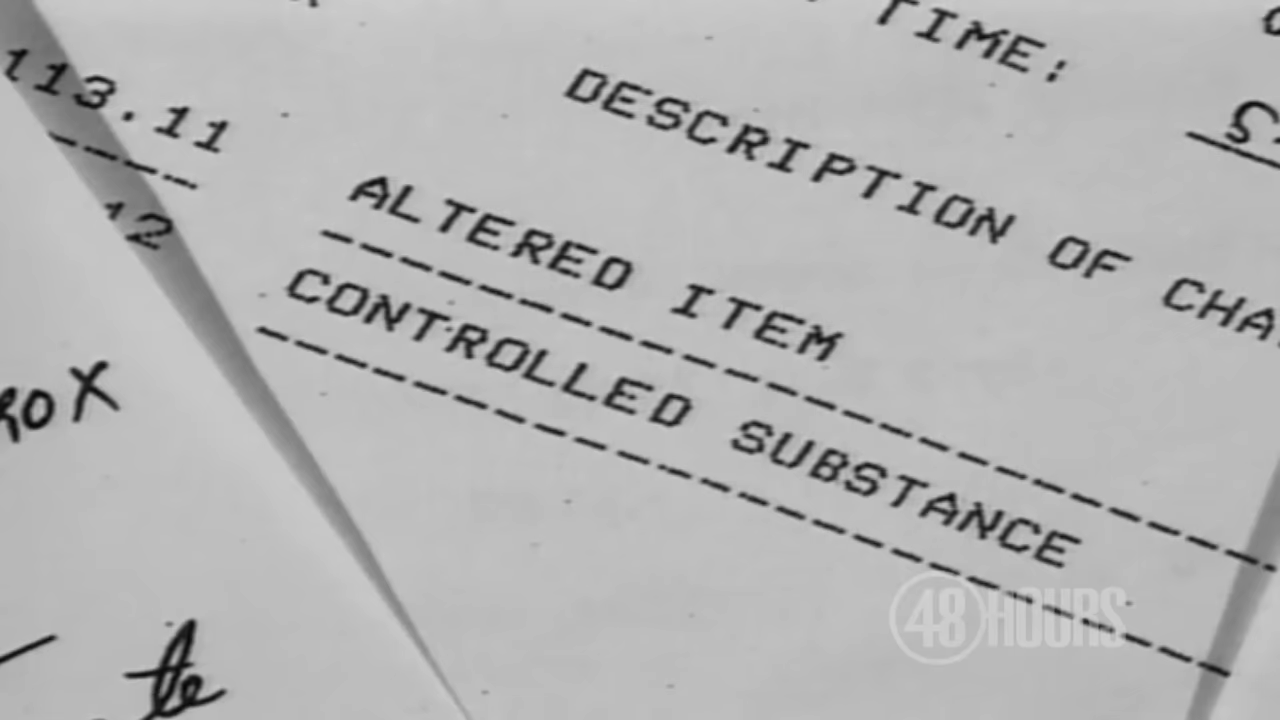 TIME:
DESCRIPTION OF CHA
113.11
ALTERED ITEM
12
CONTROLLED SUBSTANCE
48 HOURS